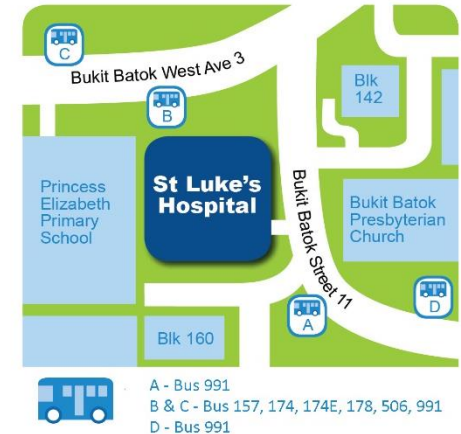 C
Bukit Batok West Ave 3
B
Blk
142
Princess
Elizabeth
Primary
School
St Luke's
Hospital
Bukit Batok Street 11
Bukit Batok
Presbyterian
Church
D
A
Blk 160
A - Bus 991
B & C - Bus 157, 174, 174E, 178, 506, 991
D - Bus 991